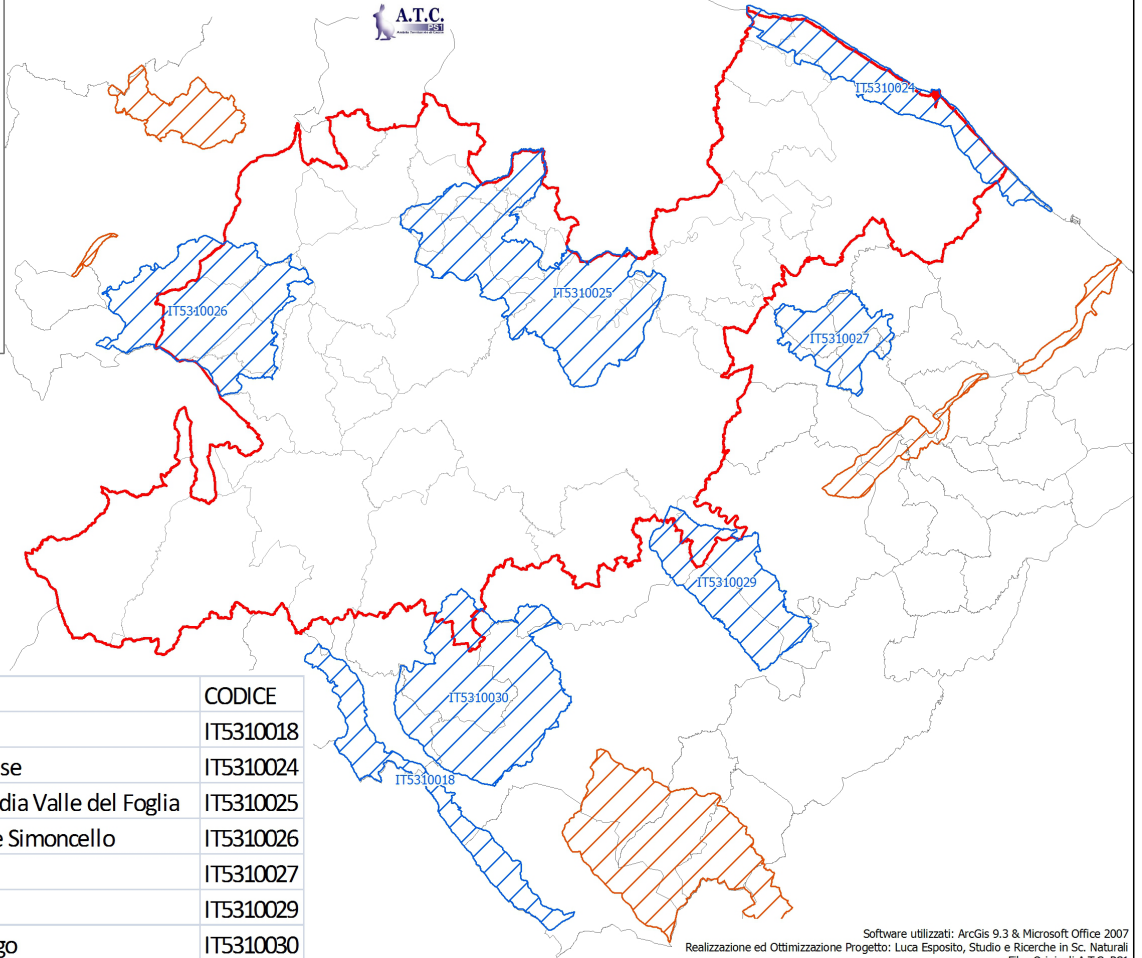 A.T.C.
PS1
IT5310024
IT5310025
IT5310026
IT5310027
IT5310029
IT5310030
IT5310018
CODICE
IT5310018
se IT5310024
dia Valle del Foglia IT5310025
e Simoncello IT5310026
IT5310027
IT5310029
go IT5310030
Software utilizzati: ArcGis 9.3 & Microsoft Office 2007
Realizzazione ed Ottimizzazione Progetto: Luca Esposito, Studio e Ricerche in Sc. Naturali